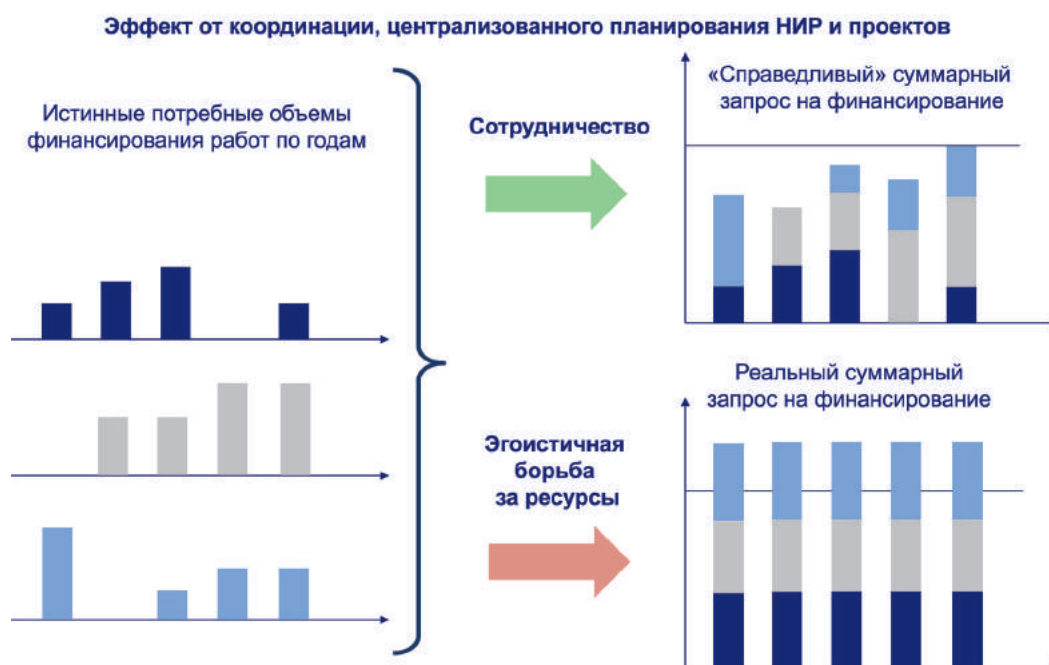 Эффект от координации, централизованного планирования НИР и проектов
Истинные потребные объемы
финансирования работ по годам
Сотрудничество
«Справедливый» суммарный
запрос на финансирование
Эгоистичная
борьба
за ресурсы
Реальный суммарный
запрос на финансирование